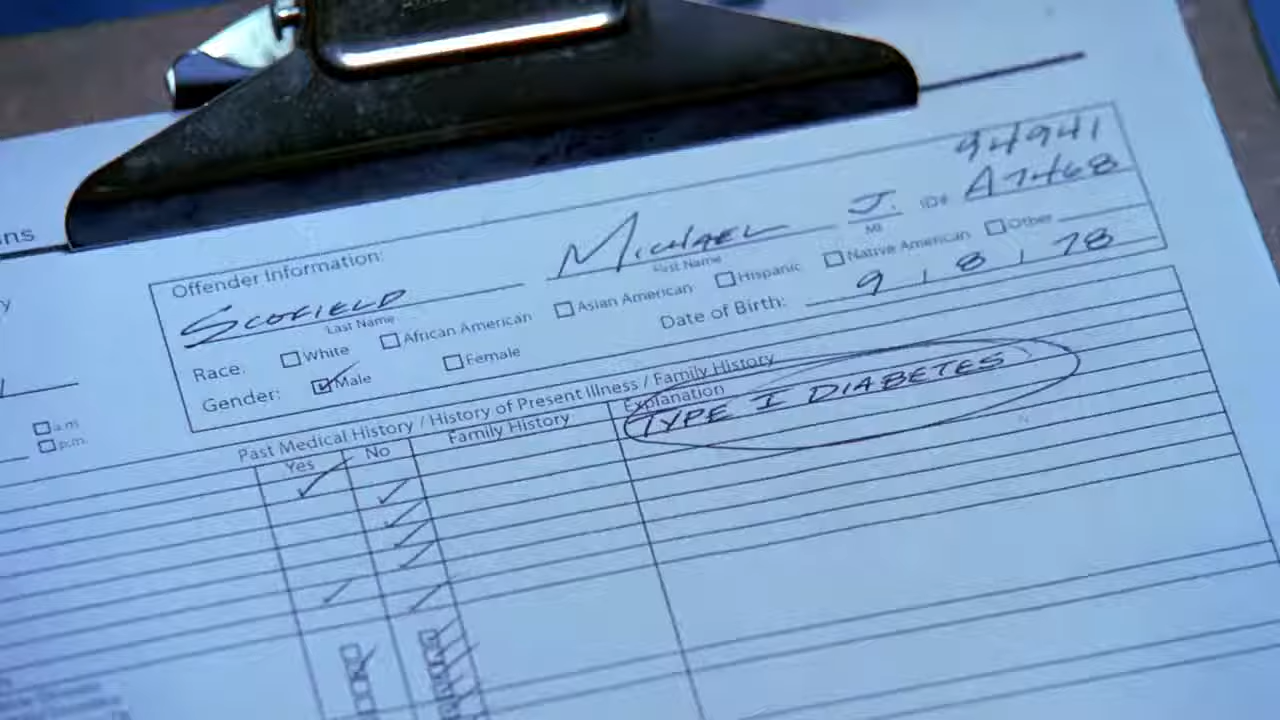 ns
94941
Offender Information:
SCOFIELD MICHAEL J. ID# A7468
Last Name First Name MI
Race: White African American Asian American Hispanic Native American Other
Gender: Male Female Date of Birth: 9 / 8 / 78
y
a.m.
p.m.
Past Medical History / History of Present Illness / Family History
Yes No Family History Explanation
TYPE I DIABETES